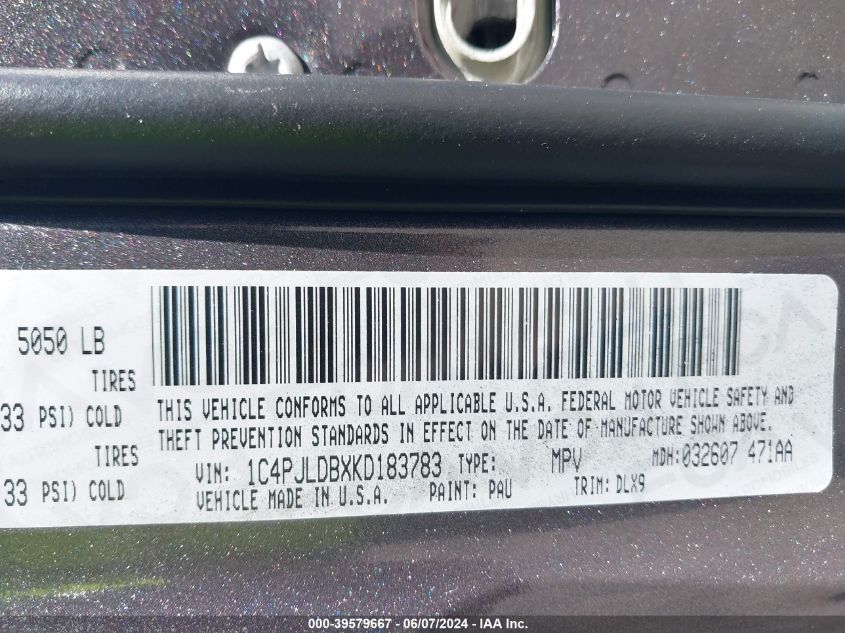 5050 LB
TIRES
33 PSI) COLD
TIRES
33 PSI) COLD
THIS VEHICLE CONFORMS TO ALL APPLICABLE U.S.A. FEDERAL MOTOR VEHICLE SAFETY AND
THEFT PREVENTION STANDARDS IN EFFECT ON THE DATE OF MANUFACTURE SHOWN ABOVE.
VIN: 1C4PJLDBXKD183783 TYPE: MPV MDH:032607 471AA
VEHICLE MADE IN U.S.A. PAINT: PAU TRIM: DLX9
000-39579667 - 06/07/2024 - IAA Inc.